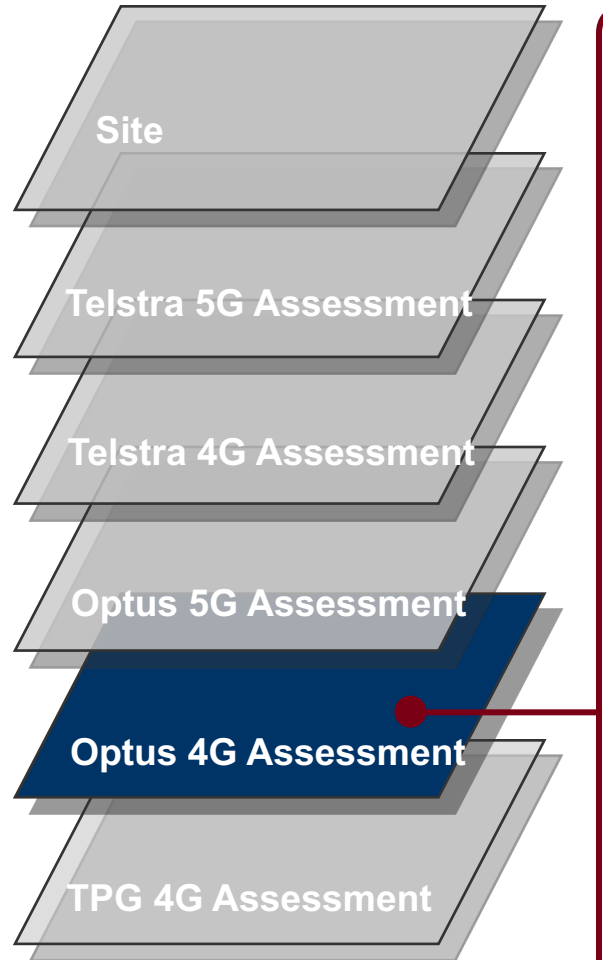 Site
Telstra 5G Assessment
Telstra 4G Assessment
Optus 5G Assessment
Optus 4G Assessment
TPG 4G Assessment